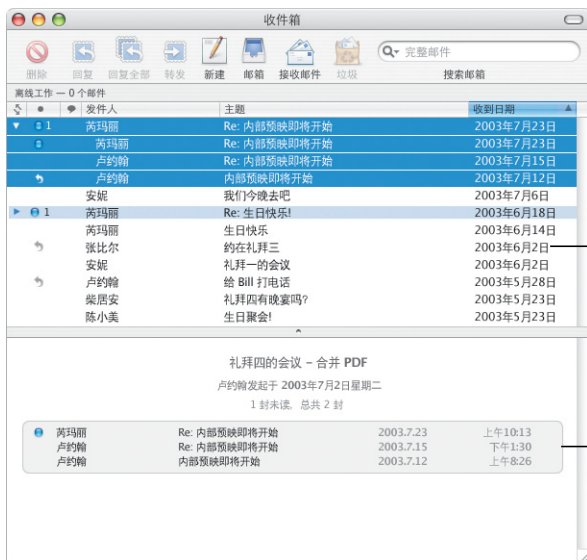 收件箱
删除 回复 回复全部 转发 新建 邮箱 接收邮件 垃圾 搜索邮箱
完整邮件
离线工作 — 0 个邮件
发件人 主题 收到日期
1 芮玛丽 Re: 内部预映即将开始 2003年7月23日
芮玛丽 Re: 内部预映即将开始 2003年7月23日
卢约翰 Re: 内部预映即将开始 2003年7月15日
卢约翰 内部预映即将开始 2003年7月12日
安妮 我们今晚去吧 2003年7月6日
1 芮玛丽 Re: 生日快乐! 2003年6月18日
芮玛丽 生日快乐 2003年6月14日
张比尔 约在礼拜三 2003年6月2日
安妮 礼拜一的会议 2003年6月2日
卢约翰 给 Bill 打电话 2003年5月28日
柴居安 礼拜四有晚宴吗? 2003年5月23日
陈小美 生日聚会! 2003年5月23日
礼拜四的会议 – 合并 PDF
卢约翰发起于 2003年7月2日星期二
1 封未读, 总共 2 封
芮玛丽 Re: 内部预映即将开始 2003.7.23 上午10:13
卢约翰 Re: 内部预映即将开始 2003.7.15 下午1:30
卢约翰 内部预映即将开始 2003.7.12 上午8:26